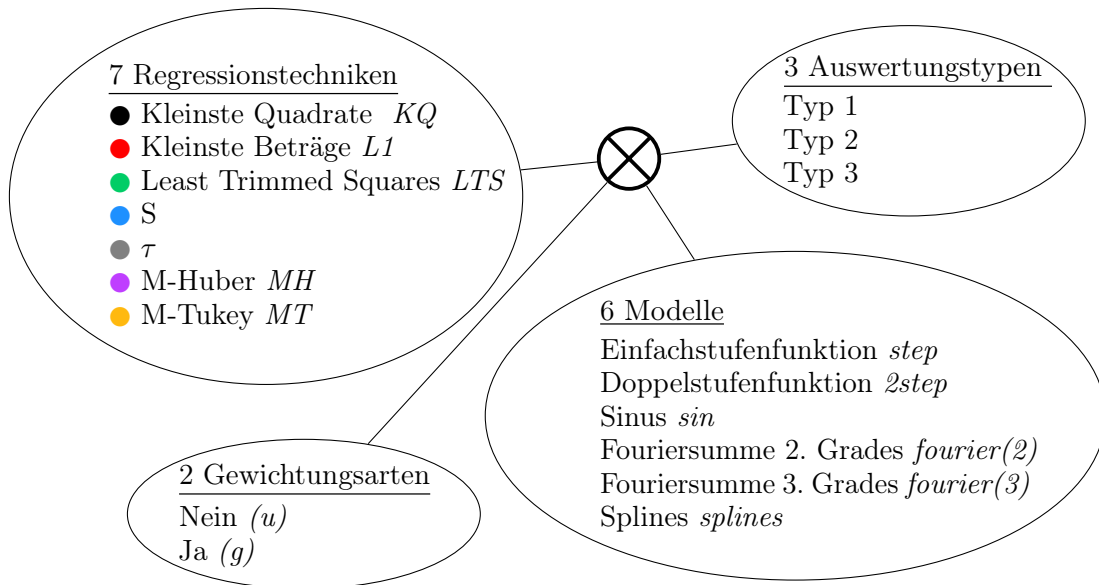 7 Regressionstechniken
Kleinste Quadrate KQ
Kleinste Beträge L1
Least Trimmed Squares LTS
S
τ
M-Huber MH
M-Tukey MT
3 Auswertungstypen
Typ 1
Typ 2
Typ 3
2 Gewichtungsarten
Nein (u)
Ja (g)
6 Modelle
Einfachstufenfunktion step
Doppelstufenfunktion 2step
Sinus sin
Fouriersumme 2. Grades fourier(2)
Fouriersumme 3. Grades fourier(3)
Splines splines